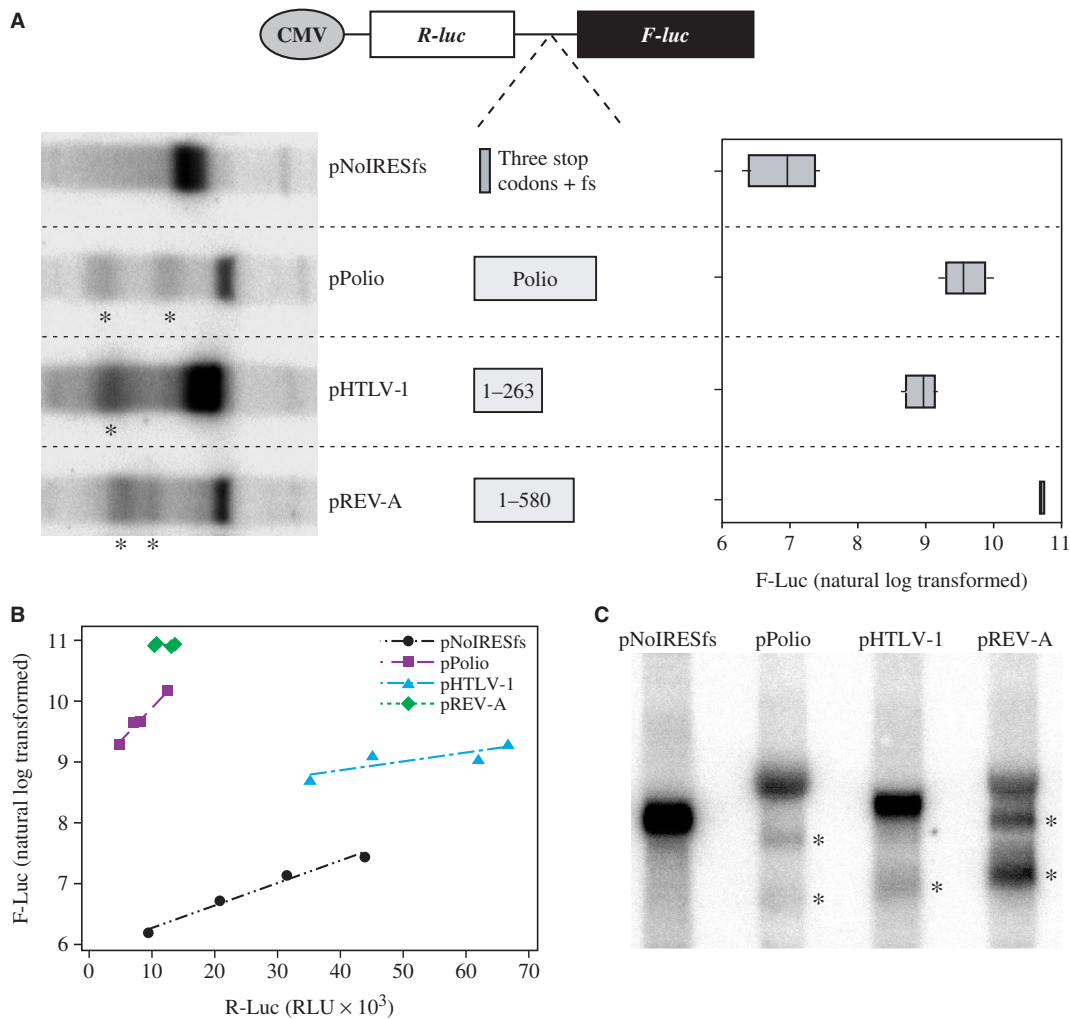 A
CMV
R-luc
F-luc
pNoIRESfs
Three stop
codons + fs
pPolio
Polio
*
*
pHTLV-1
1–263
*
pREV-A
1–580
*
*
6
7
8
9
10
11
F-Luc (natural log transformed)
B
11
10
9
8
7
6
F-Luc (natural log transformed)
pNoIRESfs
pPolio
pHTLV-1
pREV-A
0
10
20
30
40
50
60
70
R-Luc (RLU × 10³)
C
pNoIRESfs
pPolio
pHTLV-1
pREV-A
*
*
*
*
*